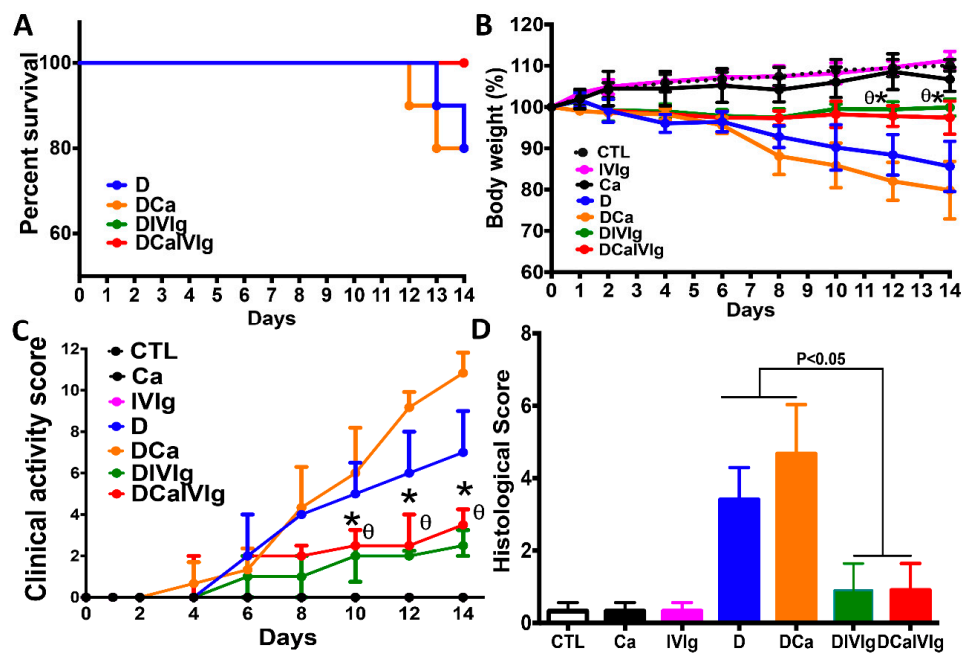 A
Percent survival
100
80
60
D
DCa
DIVIg
DCaIVIg
0 1 2 3 4 5 6 7 8 9 10 11 12 13 14
Days
B
Body weight (%)
120
110
100
90
80
70
60
θ* θ*
CTL
IVIg
Ca
D
DCa
DIVIg
DCaIVIg
0 1 2 3 4 5 6 7 8 9 10 11 12 13 14
Days
C
Clinical activity score
12
10
8
6
4
2
0
CTL
Ca
IVIg
D
DCa
DIVIg
DCaIVIg
* * *
θ θ θ
0 2 4 6 8 10 12 14
Days
D
Histological Score
8
6
4
2
0
P<0.05
CTL Ca IVIg D DCa DIVIg DCaIVIg